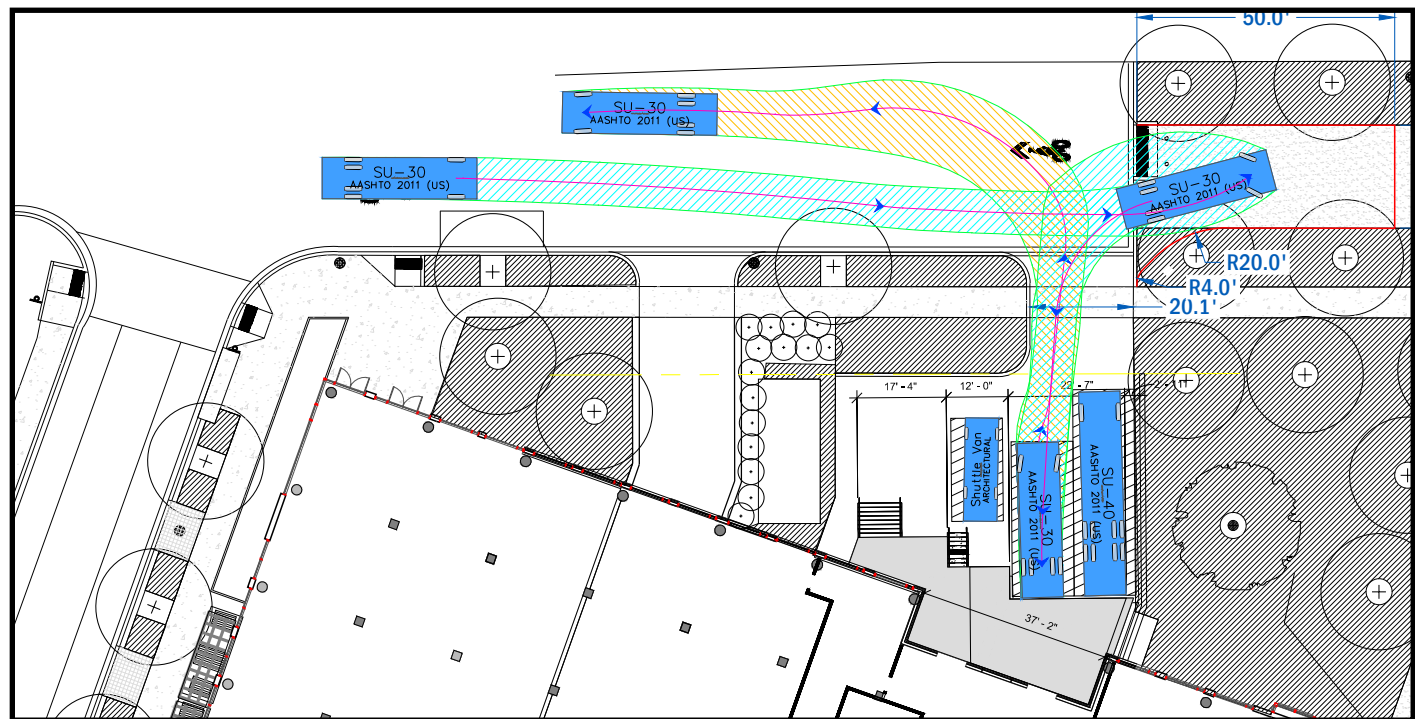 50.0'
SU-30
AASHTO 2011 (US)
SU-30
AASHTO 2011 (US)
SU-30
AASHTO 2011 (US)
R20.0'
R4.0'
20.1'
17' - 4"
12' - 0"
22' - 7"
Shuttle Van
ARCHITECTURAL
SU-30
AASHTO 2011 (US)
SU-40
AASHTO 2011 (US)
37' - 2"